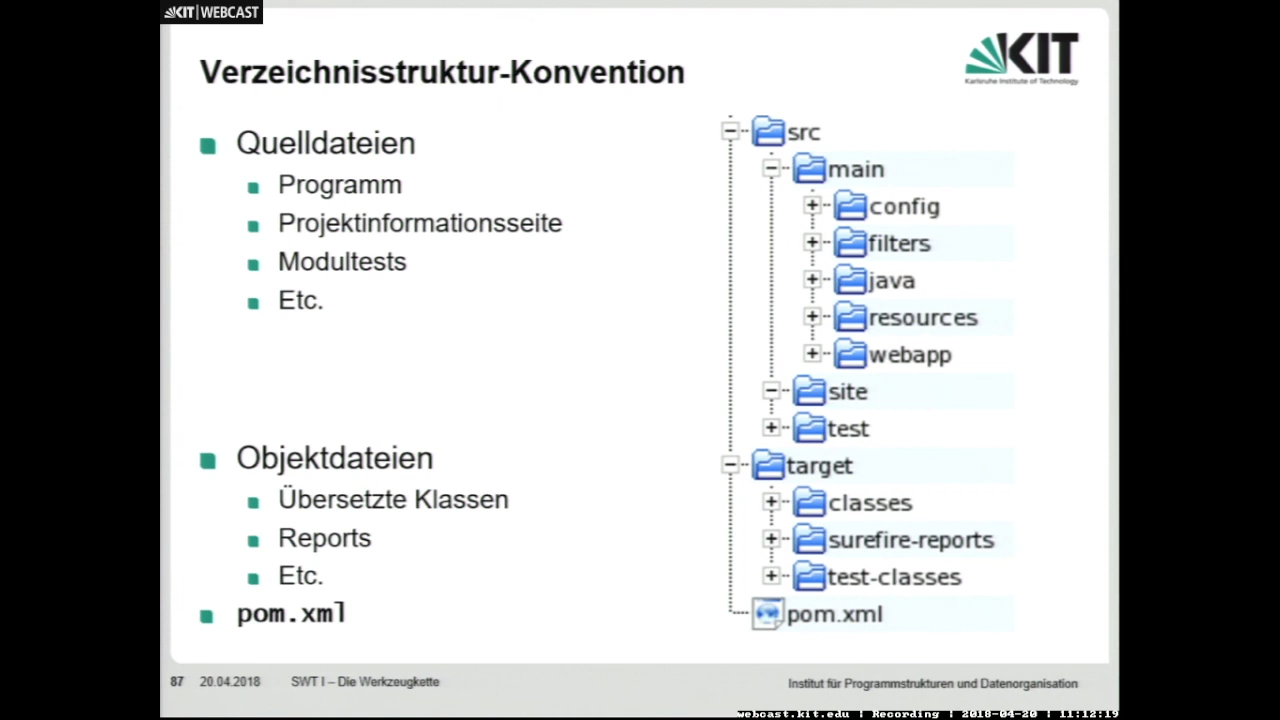 KIT | WEBCAST
Verzeichnisstruktur-Konvention
KIT
Karlsruhe Institute of Technology
Quelldateien
Programm
Projektinformationsseite
Modultests
Etc.
Objektdateien
Übersetzte Klassen
Reports
Etc.
pom.xml
src
main
config
filters
java
resources
webapp
site
test
target
classes
surefire-reports
test-classes
pom.xml
87 20.04.2018 SWT I – Die Werkzeugkette
Institut für Programmstrukturen und Datenorganisation
webcast.kit.edu | Recording | 2018-04-20 | 11:12:19